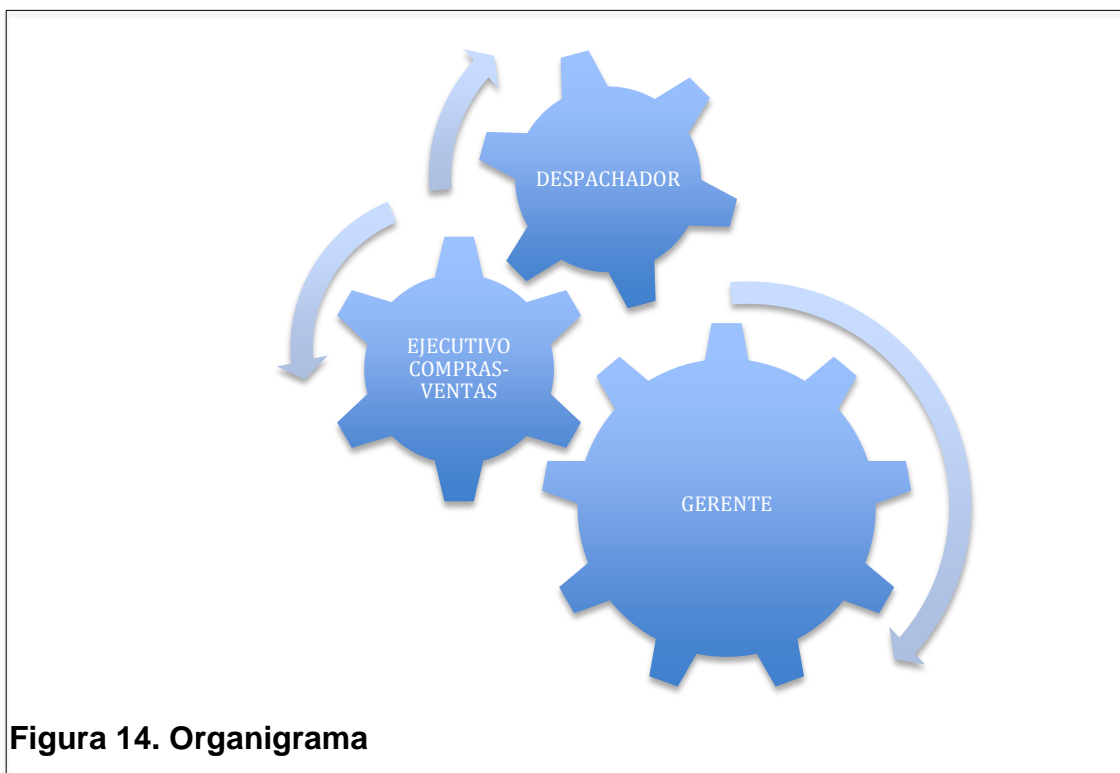 DESPACHADOR
EJECUTIVO
COMPRAS-
VENTAS
GERENTE
Figura 14. Organigrama